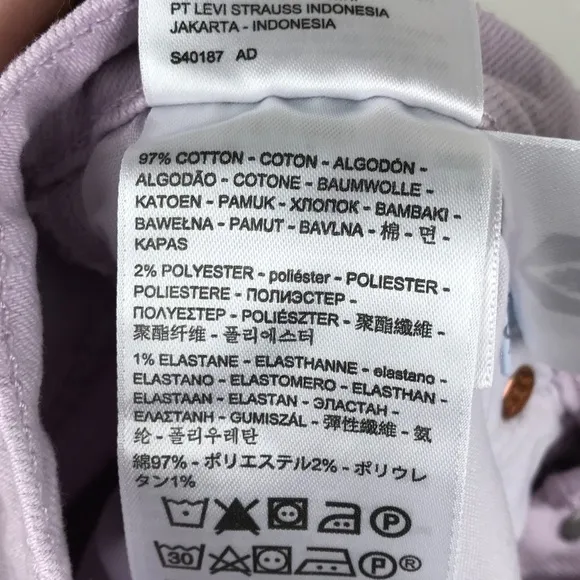 PT LEVI STRAUSS INDONESIA
JAKARTA - INDONESIA
S40187 AD
97% COTTON - COTON - ALGODÓN -
ALGODÃO - COTONE - BAUMWOLLE -
KATOEN - PAMUK - ХЛОПОК - BAMBAKI -
BAWEŁNA - PAMUT - BAVLNA - 棉 - 면 -
KAPAS
2% POLYESTER - poliéster - POLIESTER -
POLIESTERE - ПОЛИЭСТЕР -
ΠΟΛΥΕΣΤΕΡ - POLIÉSZTER - 聚酯纖維 -
聚酯纤维 - 폴리에스터
1% ELASTANE - ELASTHANNE - elastano -
ELASTANO - ELASTOMERO - ELASTHAN -
ELASTAAN - ELASTAN - ЭЛАСТАН -
ΕΛΑΣΤΑΝΗ - GUMISZÁL - 彈性纖維 - 氨
纶 - 폴리우레탄
綿97% - ポリエステル2% - ポリウレ
タン1%
P
30
P